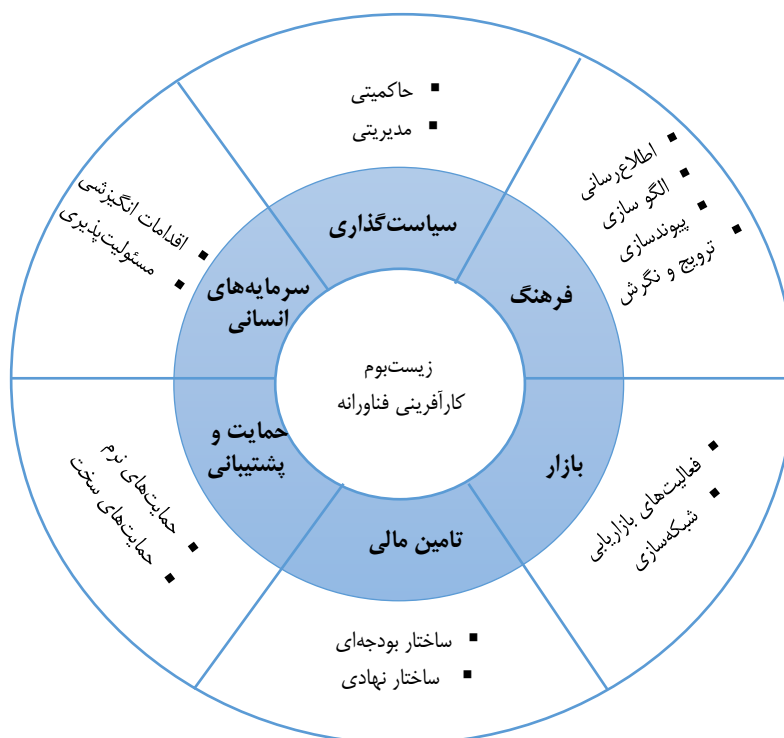 حاکمیتی
مدیریتی
سیاست‌گذاری
اطلاع‌رسانی
الگو سازی
پیوندسازی
ترویج و نگرش
فرهنگ
فعالیت‌های بازاریابی
شبکه‌سازی
بازار
تامین مالی
ساختار بودجه‌ای
ساختار نهادی
حمایت و
پشتیبانی
حمایت‌های نرم
حمایت‌های سخت
سرمایه‌های
انسانی
اقدامات انگیزشی
مسئولیت‌پذیری
زیست‌بوم
کارآفرینی فناورانه